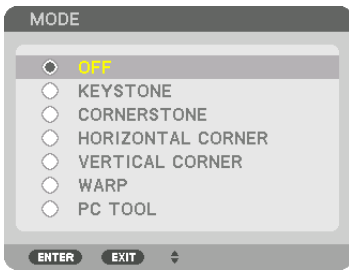 MODE
OFF
KEYSTONE
CORNERSTONE
HORIZONTAL CORNER
VERTICAL CORNER
WARP
PC TOOL
ENTER EXIT